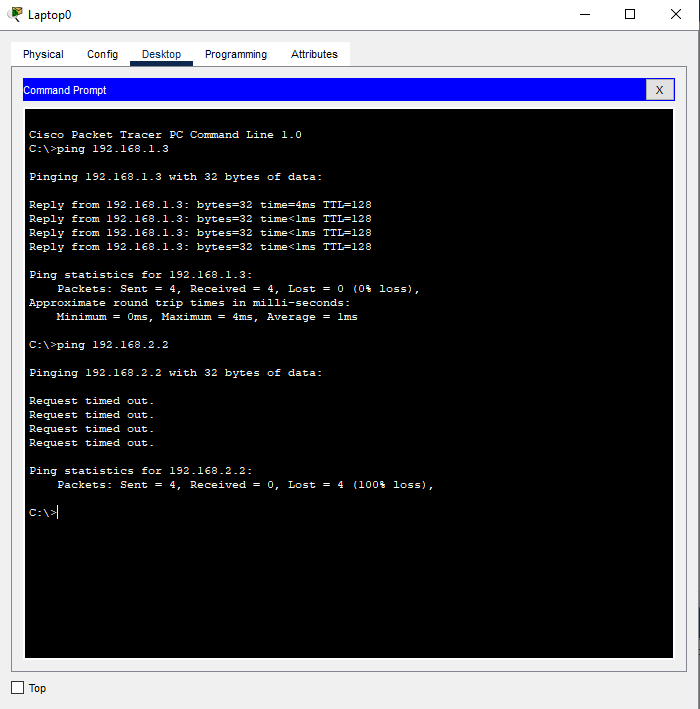 Laptop0
Physical Config Desktop Programming Attributes
Command Prompt X
Cisco Packet Tracer PC Command Line 1.0
C:\>ping 192.168.1.3
Pinging 192.168.1.3 with 32 bytes of data:
Reply from 192.168.1.3: bytes=32 time=4ms TTL=128
Reply from 192.168.1.3: bytes=32 time<1ms TTL=128
Reply from 192.168.1.3: bytes=32 time<1ms TTL=128
Reply from 192.168.1.3: bytes=32 time<1ms TTL=128
Ping statistics for 192.168.1.3:
Packets: Sent = 4, Received = 4, Lost = 0 (0% loss),
Approximate round trip times in milli-seconds:
Minimum = 0ms, Maximum = 4ms, Average = 1ms
C:\>ping 192.168.2.2
Pinging 192.168.2.2 with 32 bytes of data:
Request timed out.
Request timed out.
Request timed out.
Request timed out.
Ping statistics for 192.168.2.2:
Packets: Sent = 4, Received = 0, Lost = 4 (100% loss),
C:\>
Top